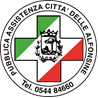 PUBBLICA ASSISTENZA CITTA' DELLE ALFONSINE
Tel. 0544 84660